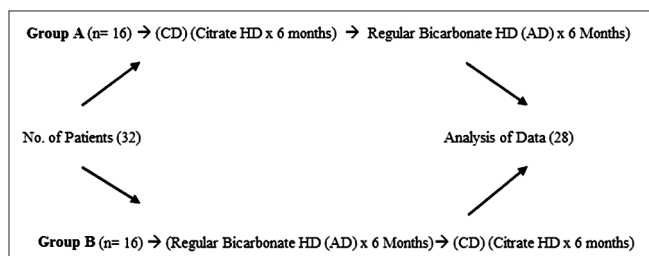 Group A (n= 16) → (CD) (Citrate HD x 6 months) → Regular Bicarbonate HD (AD) x 6 Months)
No. of Patients (32)
Analysis of Data (28)
Group B (n= 16) → (Regular Bicarbonate HD (AD) x 6 Months) → (CD) (Citrate HD x 6 months)